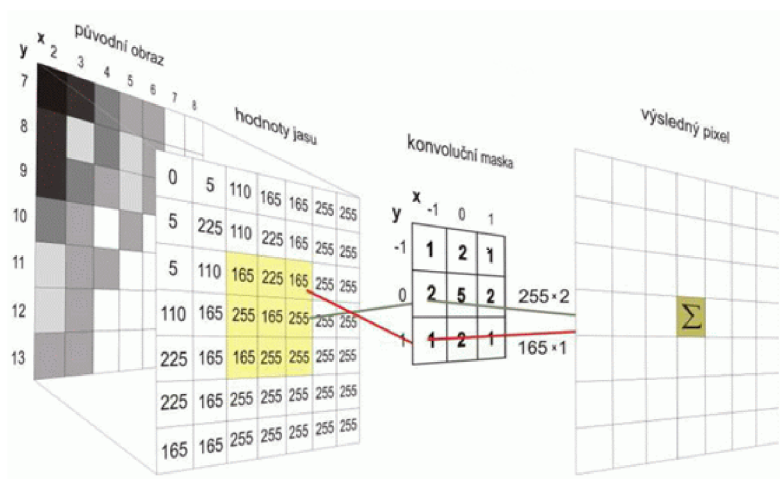 původní obraz
x
y
2 3 4 5 6 7 8
7
8
9
10
11
12
13
hodnoty jasu
0 5 110 165 165 255 255
5 225 110 225 165 255 255
5 110 165 225 165 255 255
110 165 255 165 255 255 255
225 165 165 255 255 255 255
225 165 255 255 255 255 255
165 165 255 255 255 255 255
konvoluční maska
x
y
-1 0 1
-1 1 2 1
0 2 5 2
1 1 2 1
255×2
165×1
výsledný pixel
Σ